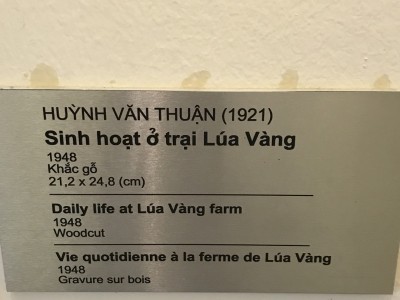 HUỲNH VĂN THUẬN (1921)
Sinh hoạt ở trại Lúa Vàng
1948
Khắc gỗ
21,2 x 24,8 (cm)
Daily life at Lúa Vàng farm
1948
Woodcut
Vie quotidienne à la ferme de Lúa Vàng
1948
Gravure sur bois